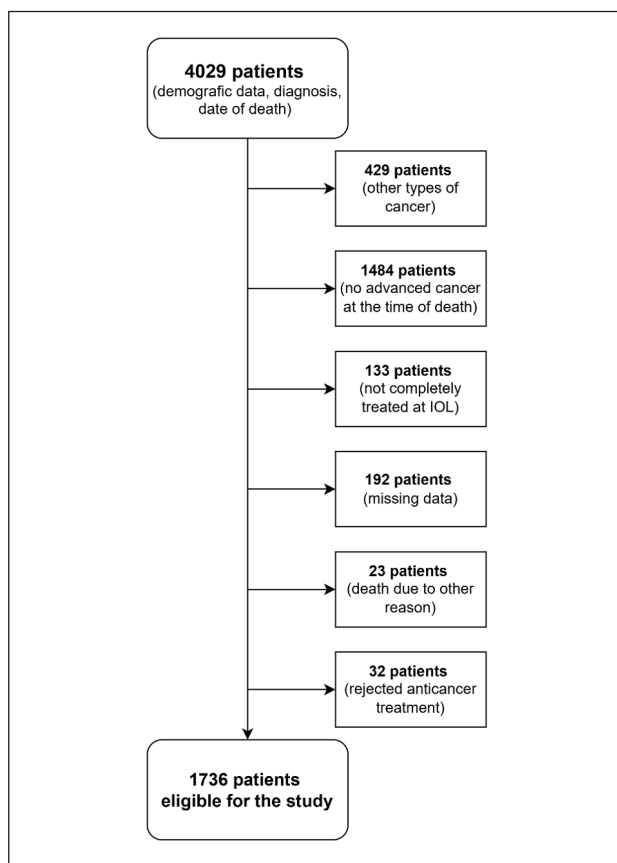 4029 patients
(demografic data, diagnosis,
date of death)
429 patients
(other types of
cancer)
1484 patients
(no advanced cancer
at the time of death)
133 patients
(not completely
treated at IOL)
192 patients
(missing data)
23 patients
(death due to other
reason)
32 patients
(rejected anticancer
treatment)
1736 patients
eligible for the study